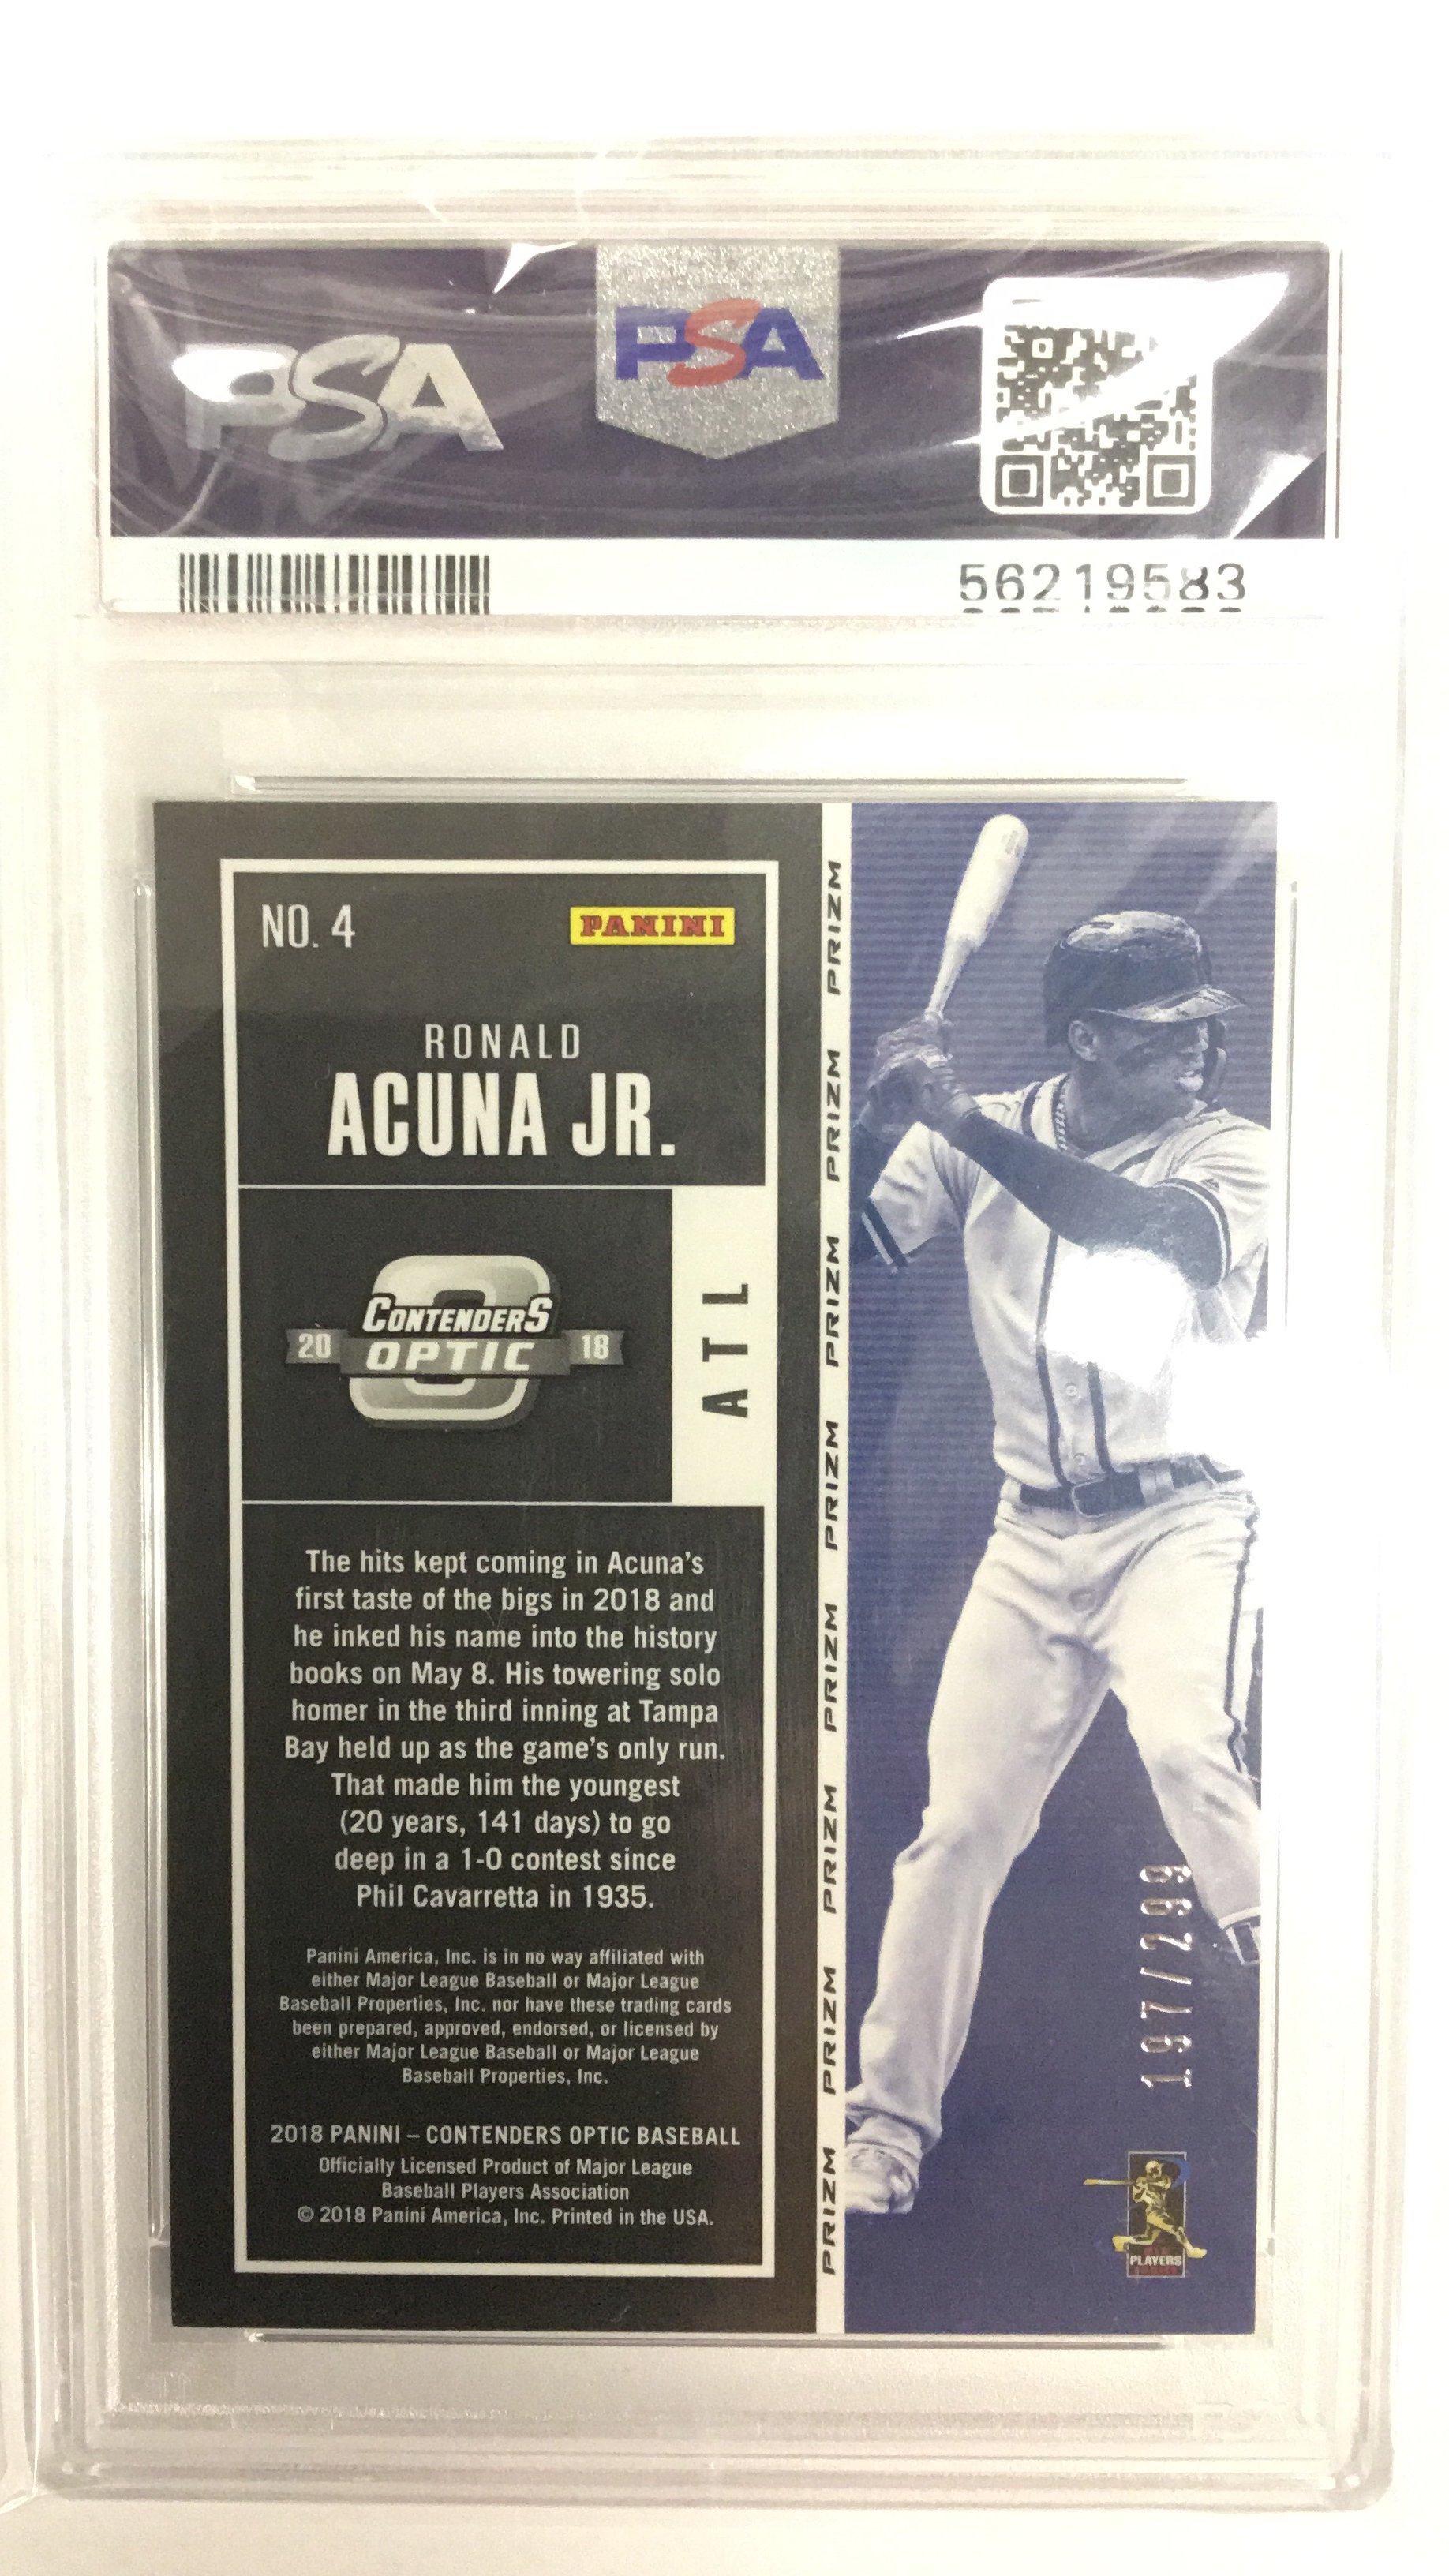 PSA
PSA
56219583
NO. 4
PANINI
RONALD
ACUNA JR.
CONTENDERS
20 OPTIC 18
ATL
The hits kept coming in Acuna's
first taste of the bigs in 2018 and
he inked his name into the history
books on May 8. His towering solo
homer in the third inning at Tampa
Bay held up as the game's only run.
That made him the youngest
(20 years, 141 days) to go
deep in a 1-0 contest since
Phil Cavarretta in 1935.
Panini America, Inc. is in no way affiliated with
either Major League Baseball or Major League
Baseball Properties, Inc. nor have these trading cards
been prepared, approved, endorsed, or licensed by
either Major League Baseball or Major League
Baseball Properties, Inc.
2018 PANINI – CONTENDERS OPTIC BASEBALL
Officially Licensed Product of Major League
Baseball Players Association
© 2018 Panini America, Inc. Printed in the USA.
PRIZM PRIZM PRIZM PRIZM PRIZM PRIZM PRIZM PRIZM
197/299
PLAYERS